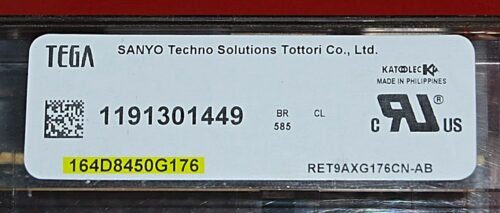 TEGA SANYO Techno Solutions Tottori Co., Ltd.
KATOLEC K
MADE IN PHILIPPINES
1191301449
BR
585
CL
C RU US
164D8450G176
RET9AXG176CN-AB